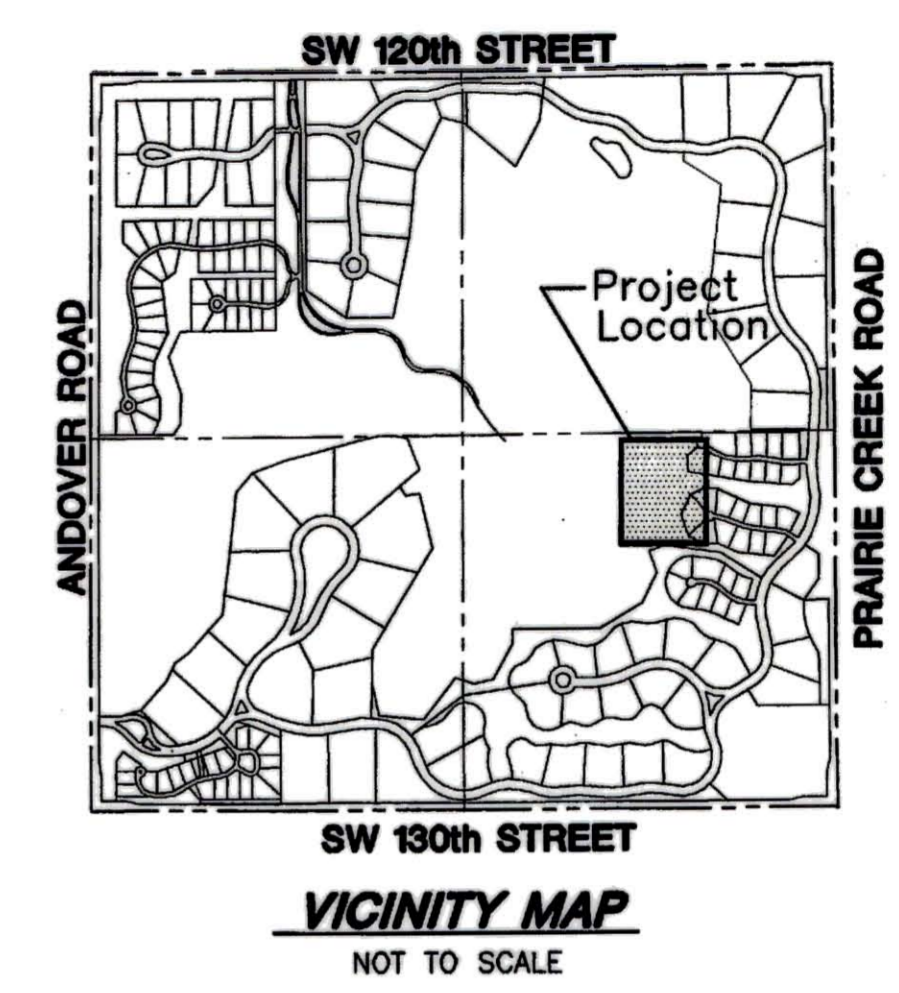 SW 120th STREET
Project
Location
ANDOVER ROAD
PRAIRIE CREEK ROAD
SW 130th STREET
VICINITY MAP
NOT TO SCALE